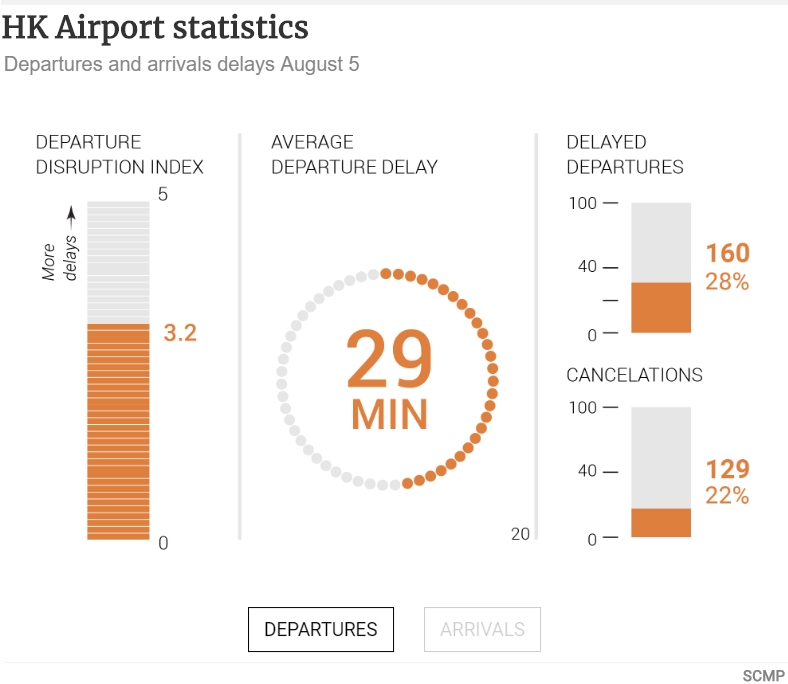 HK Airport statistics
Departures and arrivals delays August 5
DEPARTURE
DISRUPTION INDEX
5
More
delays
3.2
0
AVERAGE
DEPARTURE DELAY
29
MIN
20
DELAYED
DEPARTURES
100
40
0
160
28%
CANCELATIONS
100
40
0
129
22%
DEPARTURES
ARRIVALS
SCMP